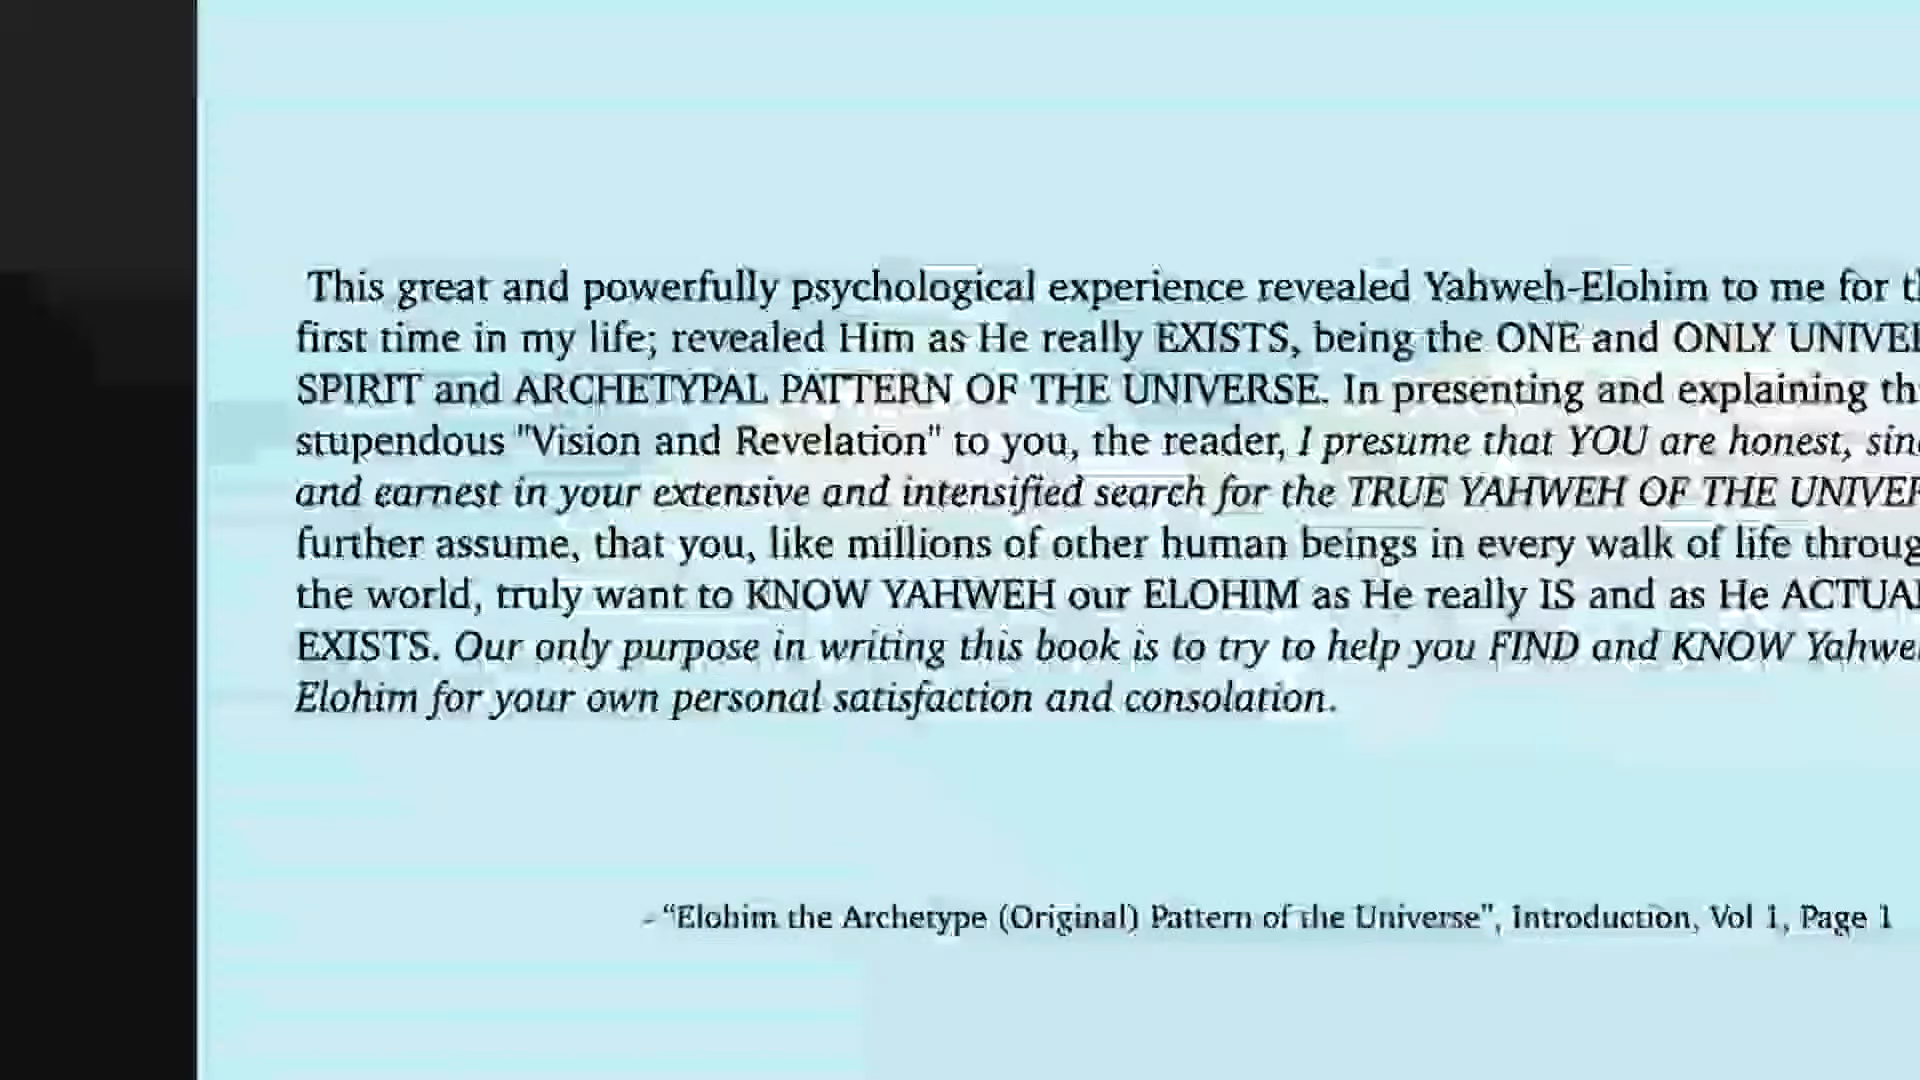 This great and powerfully psychological experience revealed Yahweh-Elohim to me for
first time in my life; revealed Him as He really EXISTS, being the ONE and ONLY
SPIRIT and ARCHETYPAL PATTERN OF THE UNIVERSE. In presenting and explaining
stupendous "Vision and Revelation" to you, the reader, I presume that YOU are honest,
and earnest in your extensive and intensified search for the TRUE YAHWEH OF THE
further assume, that you, like millions of other human beings in every walk of life
the world, truly want to KNOW YAHWEH our ELOHIM as He really IS and as He
EXISTS. Our only purpose in writing this book is to try to help you FIND and KNOW
Elohim for your own personal satisfaction and consolation.
- “Elohim the Archetype (Original) Pattern of the Universe", Introduction, Vol 1, Page 1